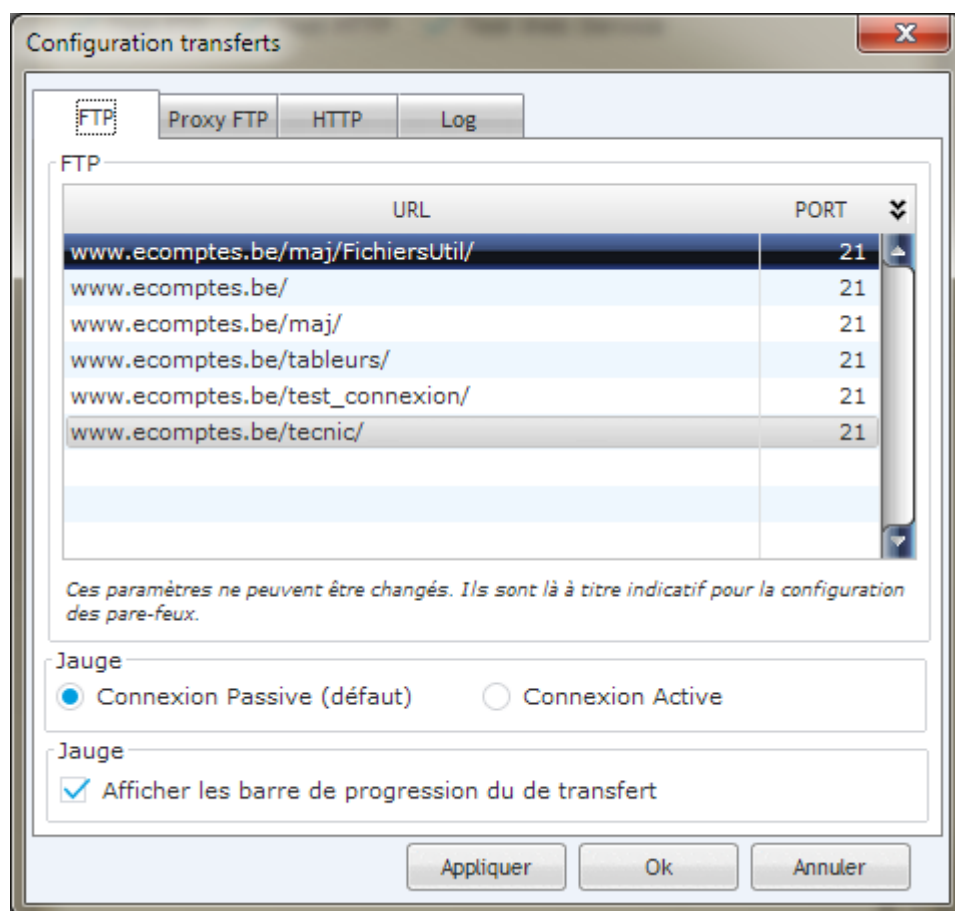 Configuration transferts
FTP
Proxy FTP
HTTP
Log
FTP
URL PORT
www.ecomptes.be/maj/FichiersUtil/ 21
www.ecomptes.be/ 21
www.ecomptes.be/maj/ 21
www.ecomptes.be/tableurs/ 21
www.ecomptes.be/test_connexion/ 21
www.ecomptes.be/tecnic/ 21
Ces paramètres ne peuvent être changés. Ils sont là à titre indicatif pour la configuration
des pare-feux.
Jauge
Connexion Passive (défaut) Connexion Active
Jauge
Afficher les barre de progression du de transfert
Appliquer Ok Annuler